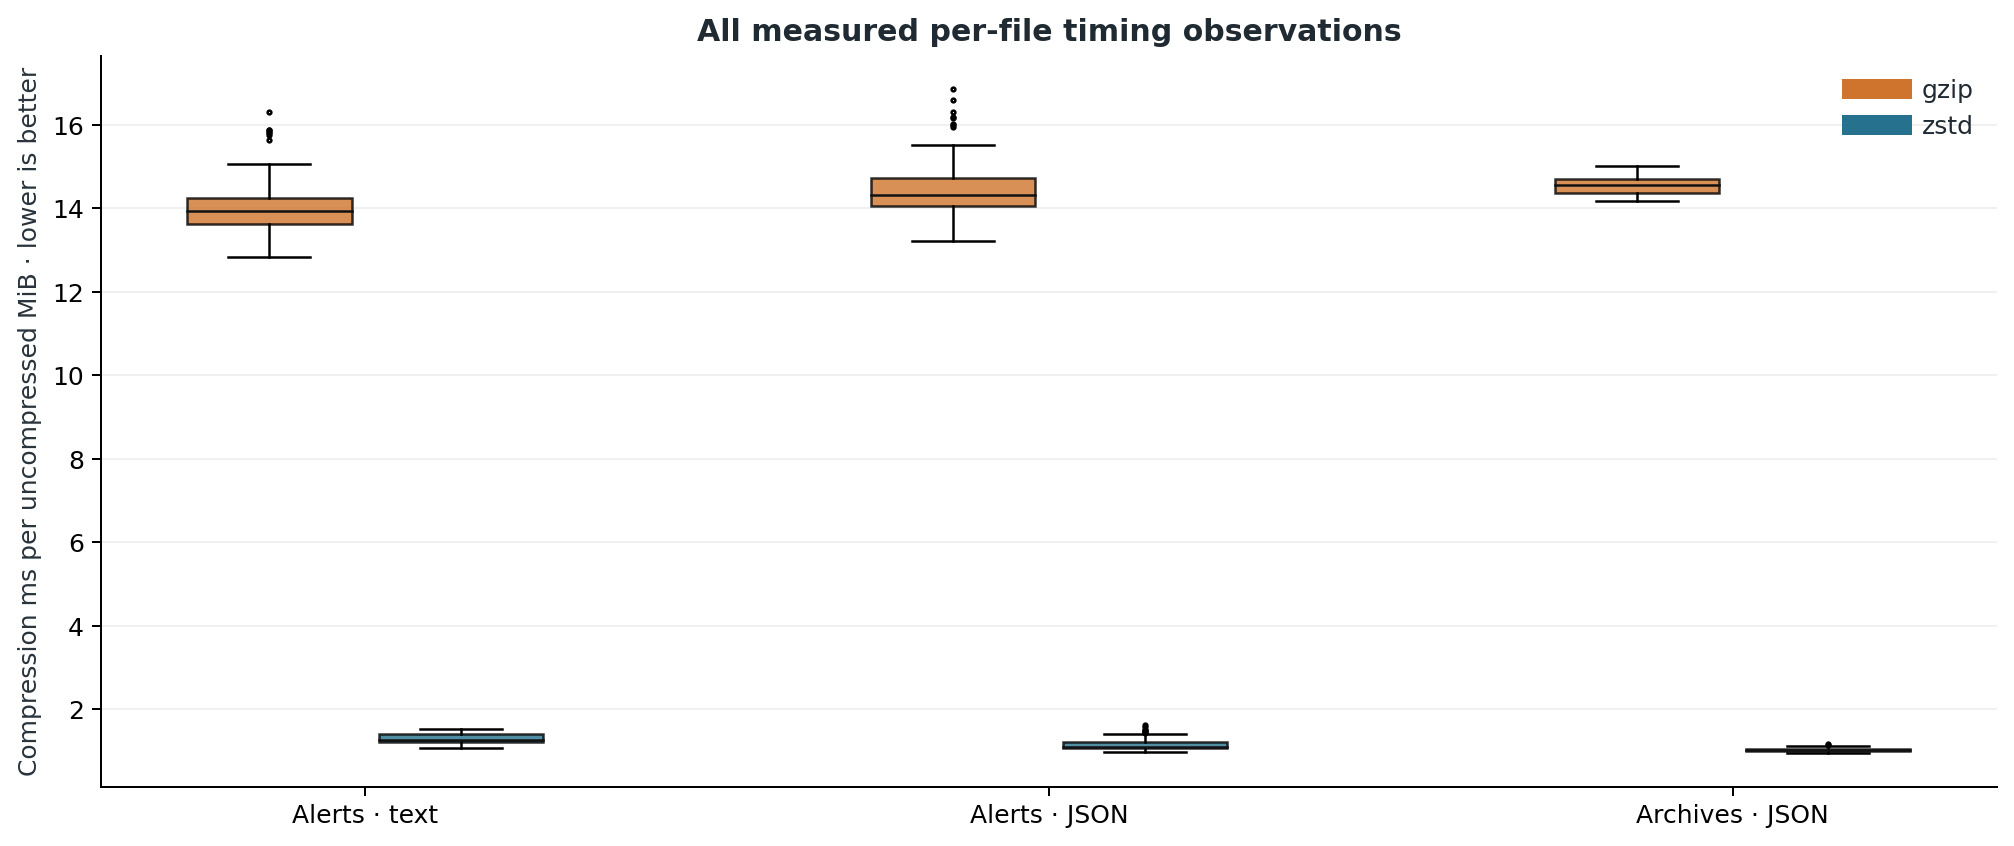 All measured per-file timing observations
Compression ms per uncompressed MiB · lower is better
16
14
12
10
8
6
4
2
gzip
zstd
Alerts · text
Alerts · JSON
Archives · JSON